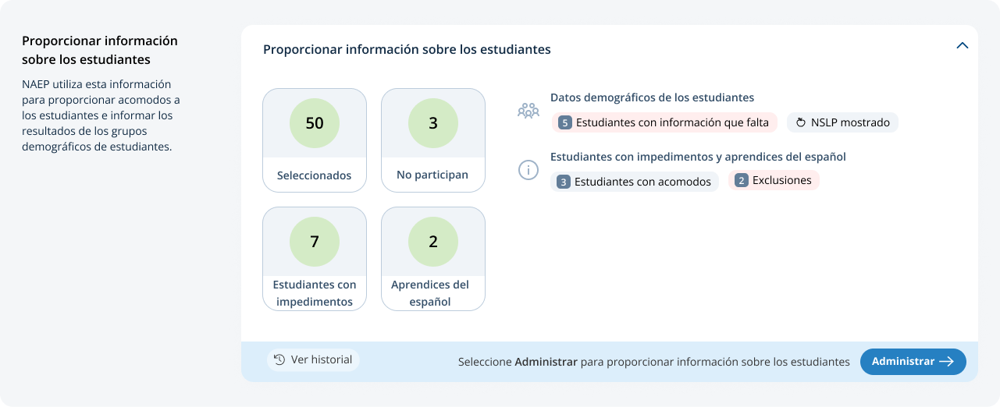 Proporcionar información
sobre los estudiantes
NAEP utiliza esta información
para proporcionar acomodos a
los estudiantes e informar los
resultados de los grupos
demográficos de estudiantes.
Proporcionar información sobre los estudiantes
50
Seleccionados
3
No participan
7
Estudiantes con
impedimentos
2
Aprendices del
español
Datos demográficos de los estudiantes
5 Estudiantes con información que falta
NSLP mostrado
Estudiantes con impedimentos y aprendices del español
3 Estudiantes con acomodos
2 Exclusiones
Ver historial
Seleccione Administrar para proporcionar información sobre los estudiantes
Administrar